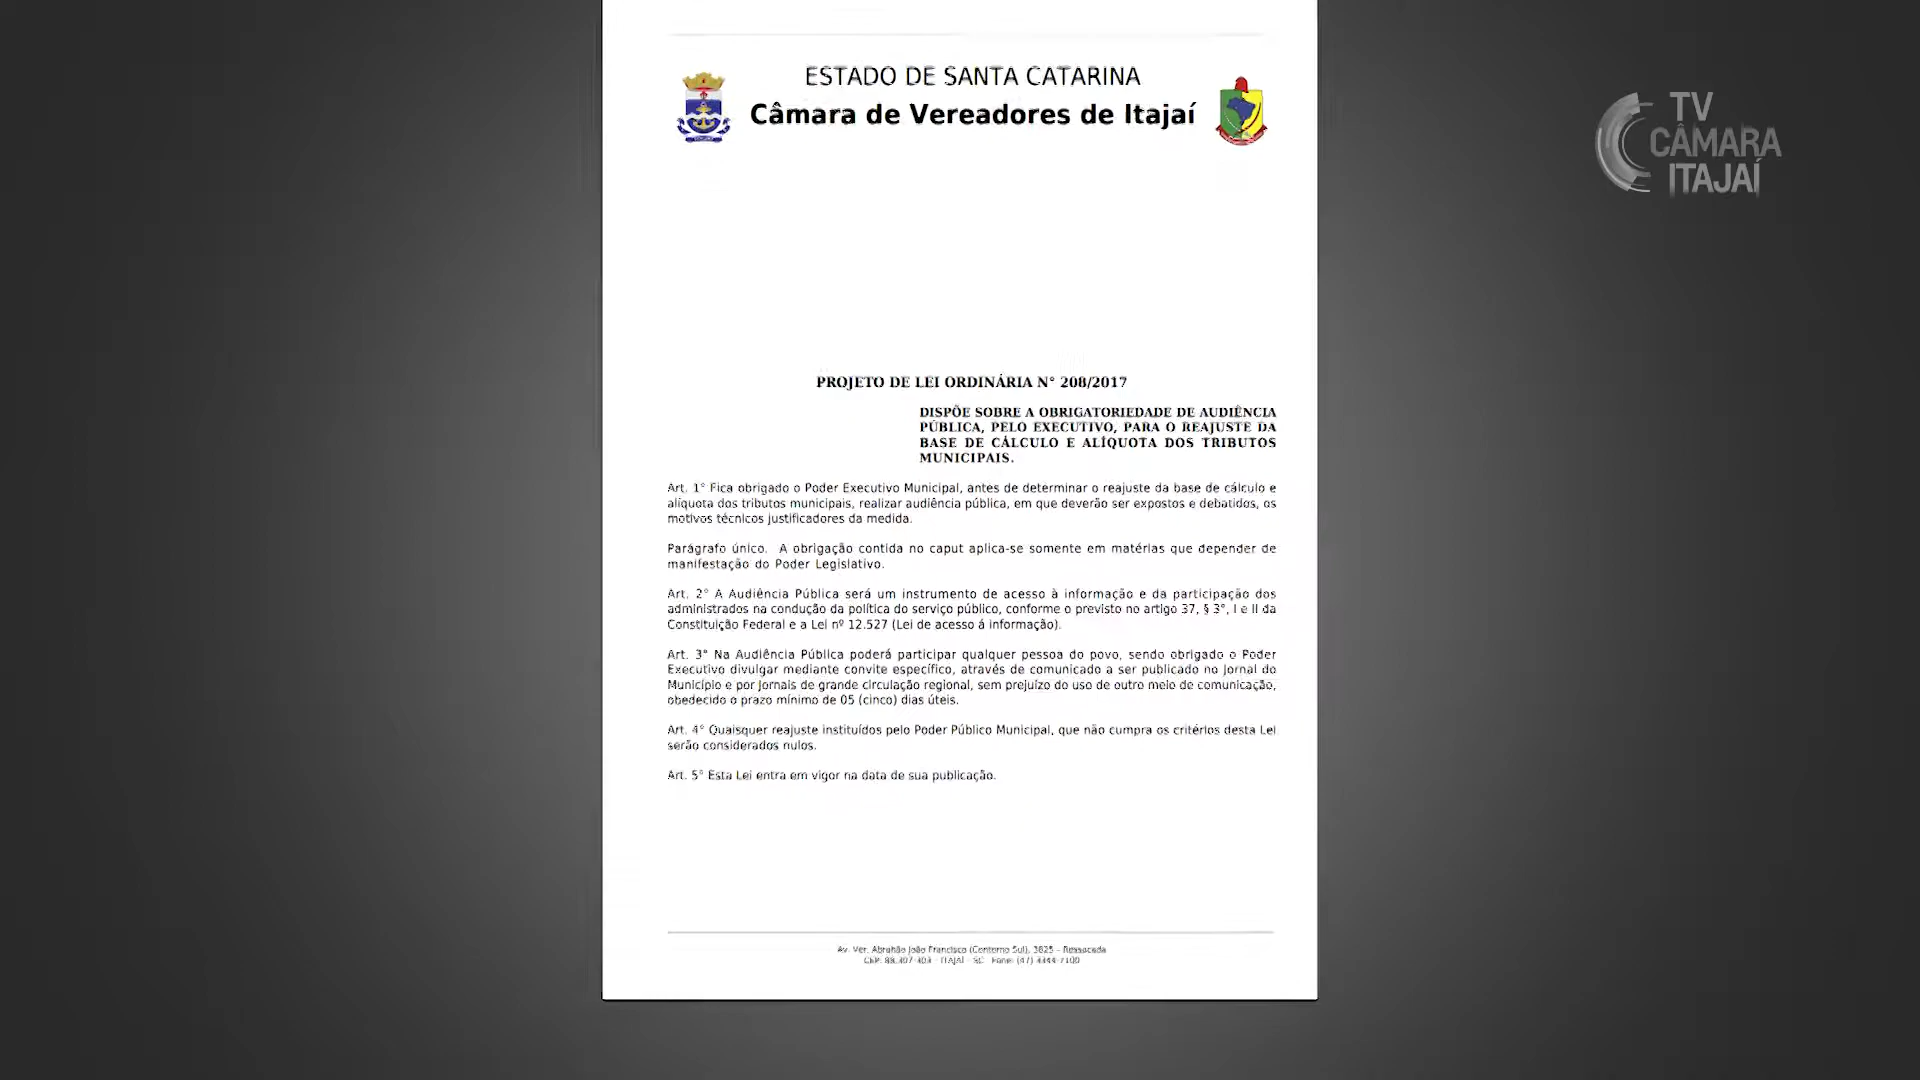 ESTADO DE SANTA CATARINA
Câmara de Vereadores de Itajaí
TV
CÂMARA
ITAJAÍ
PROJETO DE LEI ORDINÁRIA N° 208/2017
DISPÕE SOBRE A OBRIGATORIEDADE DE AUDIÊNCIA
PÚBLICA, PELO EXECUTIVO, PARA O REAJUSTE DA
BASE DE CÁLCULO E ALÍQUOTA DOS TRIBUTOS
MUNICIPAIS.
Art. 1° Fica obrigado o Poder Executivo Municipal, antes de determinar o reajuste da base de cálculo e
alíquota dos tributos municipais, realizar audiência pública, em que deverão ser expostos e debatidos, os
motivos técnicos justificadores da medida.
Parágrafo único. A obrigação contida no caput aplica-se somente em matérias que depender de
manifestação do Poder Legislativo.
Art. 2° A Audiência Pública será um instrumento de acesso à informação e da participação dos
administrados na condução da política do serviço público, conforme o previsto no artigo 37, § 3°, I e II da
Constituição Federal e a Lei nº 12.527 (Lei de acesso á informação).
Art. 3° Na Audiência Pública poderá participar qualquer pessoa do povo, sendo obrigado o Poder
Executivo divulgar mediante convite específico, através de comunicado a ser publicado no Jornal do
Município e por jornais de grande circulação regional, sem prejuízo do uso de outro meio de comunicação,
obedecido o prazo mínimo de 05 (cinco) dias úteis.
Art. 4° Quaisquer reajuste instituídos pelo Poder Público Municipal, que não cumpra os critérios desta Lei
serão considerados nulos.
Art. 5° Esta Lei entra em vigor na data de sua publicação.
Av. Ver. Abrahão João Francisco (Contorno Sul), 3825 - Ressacada
ITAJAÍ - SC